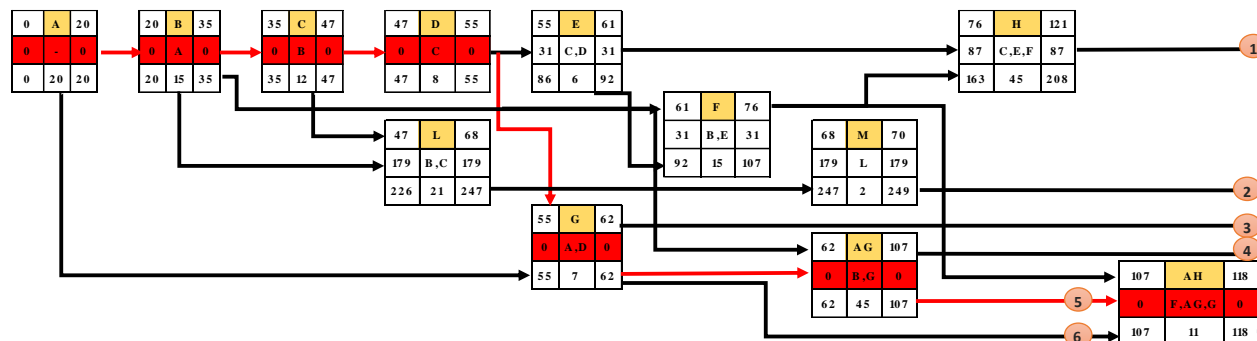 0 A 20
0 - 0
0 20 20
20 B 35
0 A 0
20 15 35
35 C 47
0 B 0
35 12 47
47 D 55
0 C 0
47 8 55
55 E 61
31 C,D 31
86 6 92
76 H 121
87 C,E,F 87
163 45 208
1
61 F 76
31 B,E 31
92 15 107
47 L 68
179 B,C 179
226 21 247
68 M 70
179 L 179
247 2 249
2
55 G 62
0 A,D 0
55 7 62
3
4
62 AG 107
0 B,G 0
62 45 107
5
6
107 AH 118
0 F,AG,G 0
107 11 118